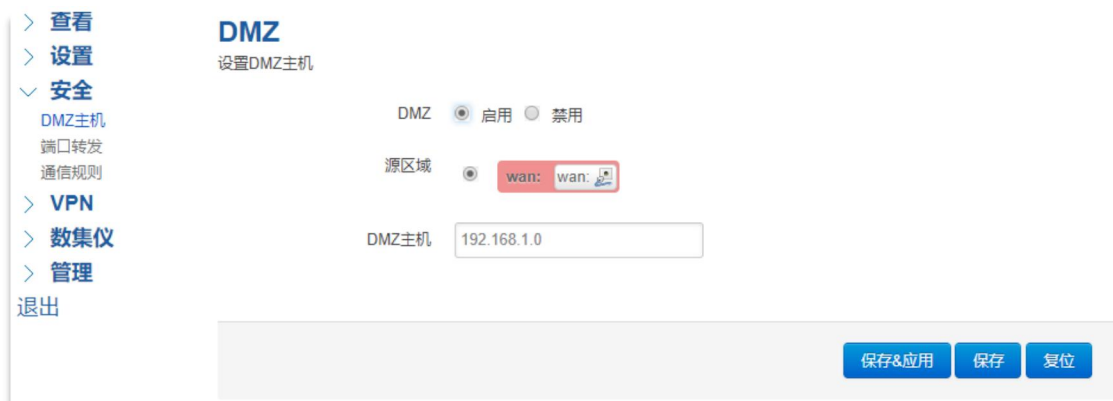 查看
设置
安全
DMZ主机
端口转发
通信规则
VPN
数集仪
管理
退出
DMZ
设置DMZ主机
DMZ 启用 禁用
源区域 wan: wan:
DMZ主机 192.168.1.0
保存&应用 保存 复位